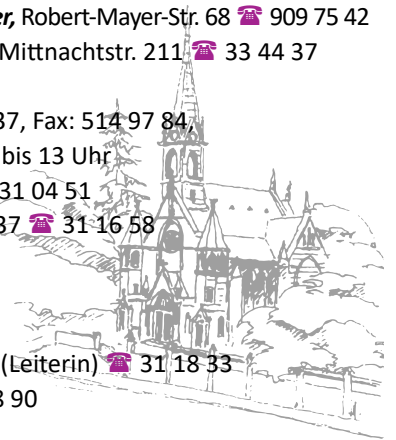 er, Robert-Mayer-Str. 68 ☎ 909 75 42
Mittnachtstr. 211 ☎ 33 44 37
37, Fax: 514 97 84,
bis 13 Uhr
31 04 51
37 ☎ 31 16 58
(Leiterin) ☎ 31 18 33
3 90